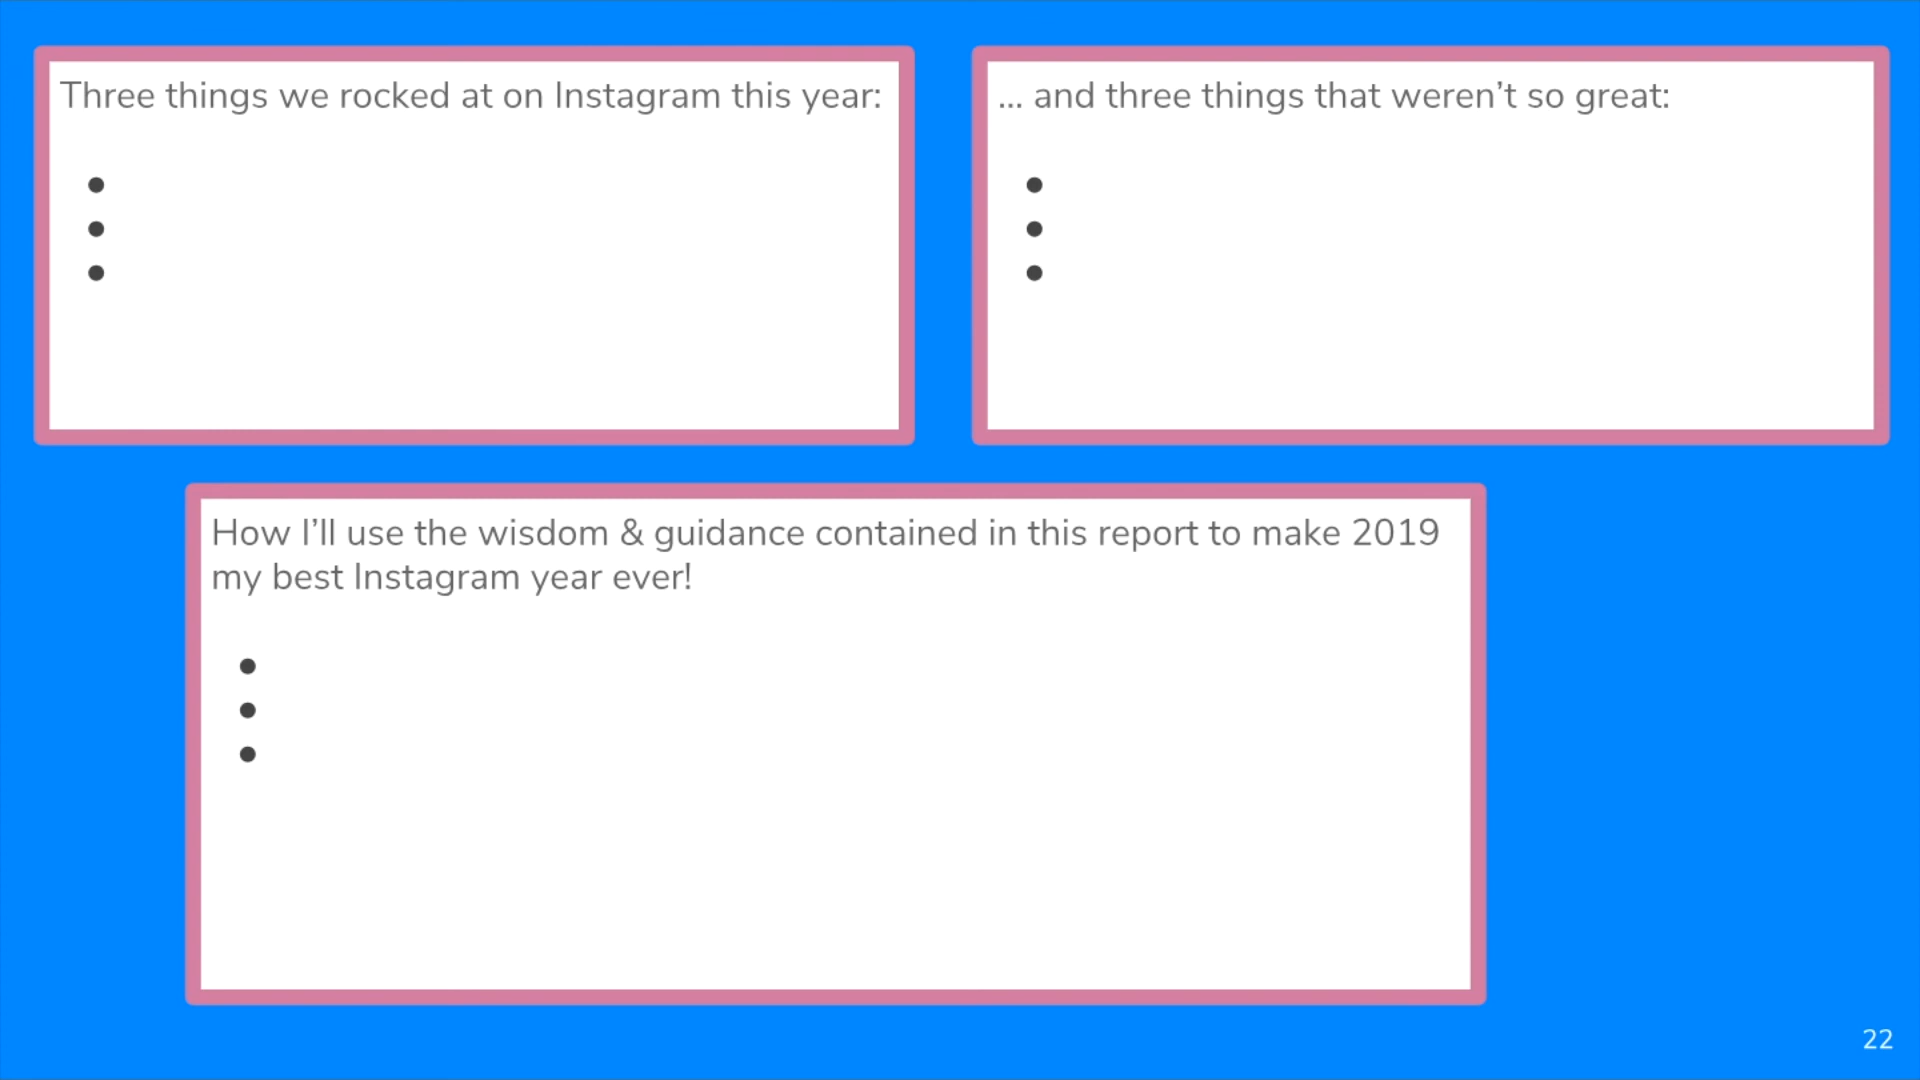 Three things we rocked at on Instagram this year:
●
●
●
... and three things that weren’t so great:
●
●
●
How I’ll use the wisdom & guidance contained in this report to make 2019
my best Instagram year ever!
●
●
●
22